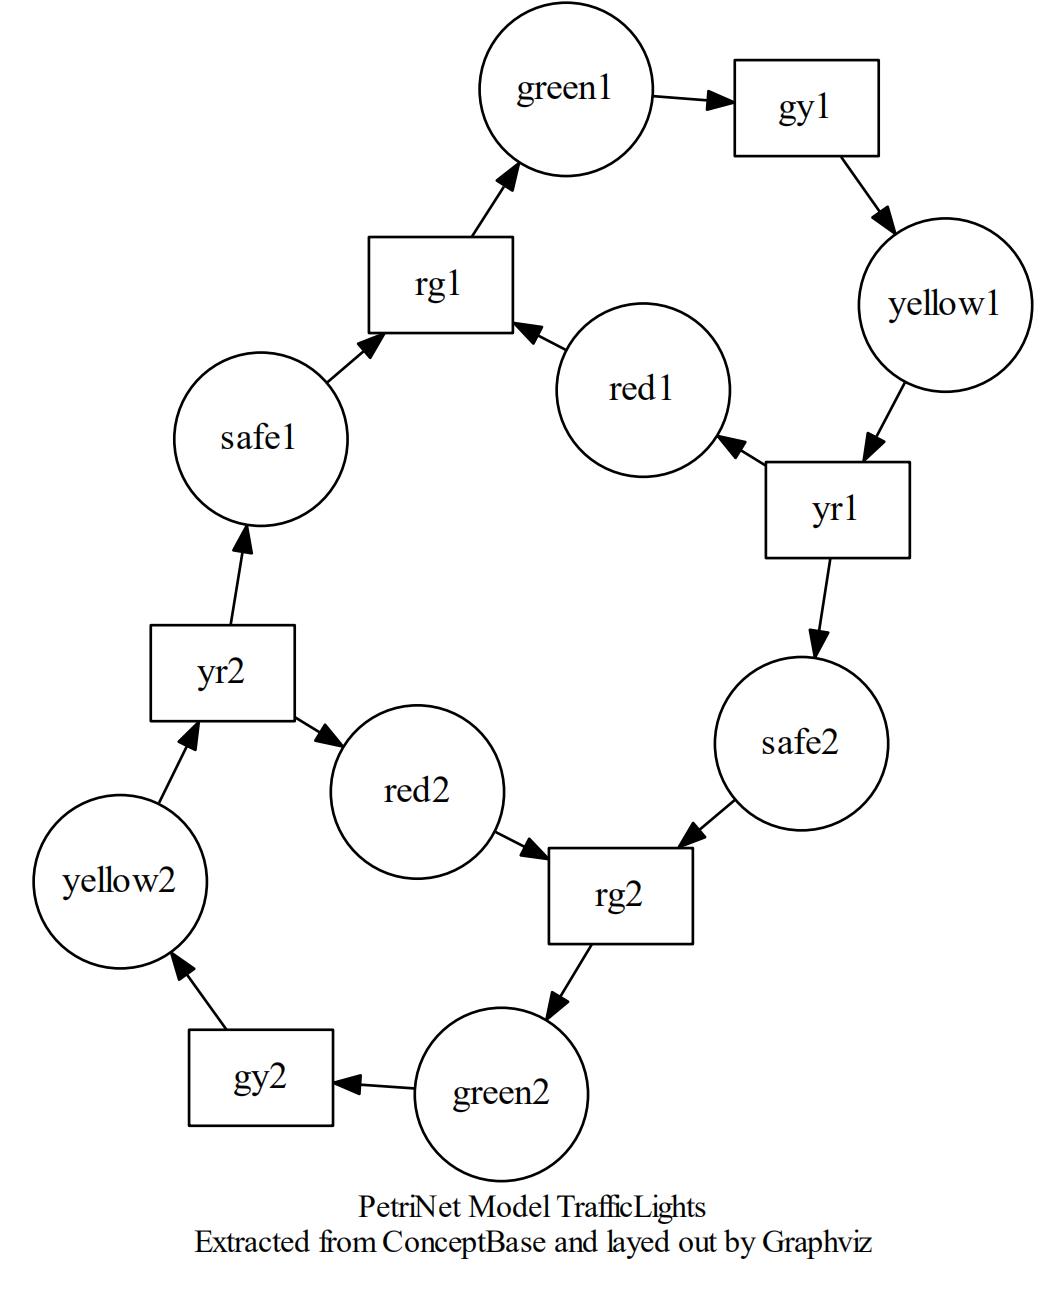 green1
gy1
rg1
yellow1
red1
safe1
yr1
yr2
safe2
red2
yellow2
rg2
gy2
green2
PetriNet Model TrafficLights
Extracted from ConceptBase and layed out by Graphviz